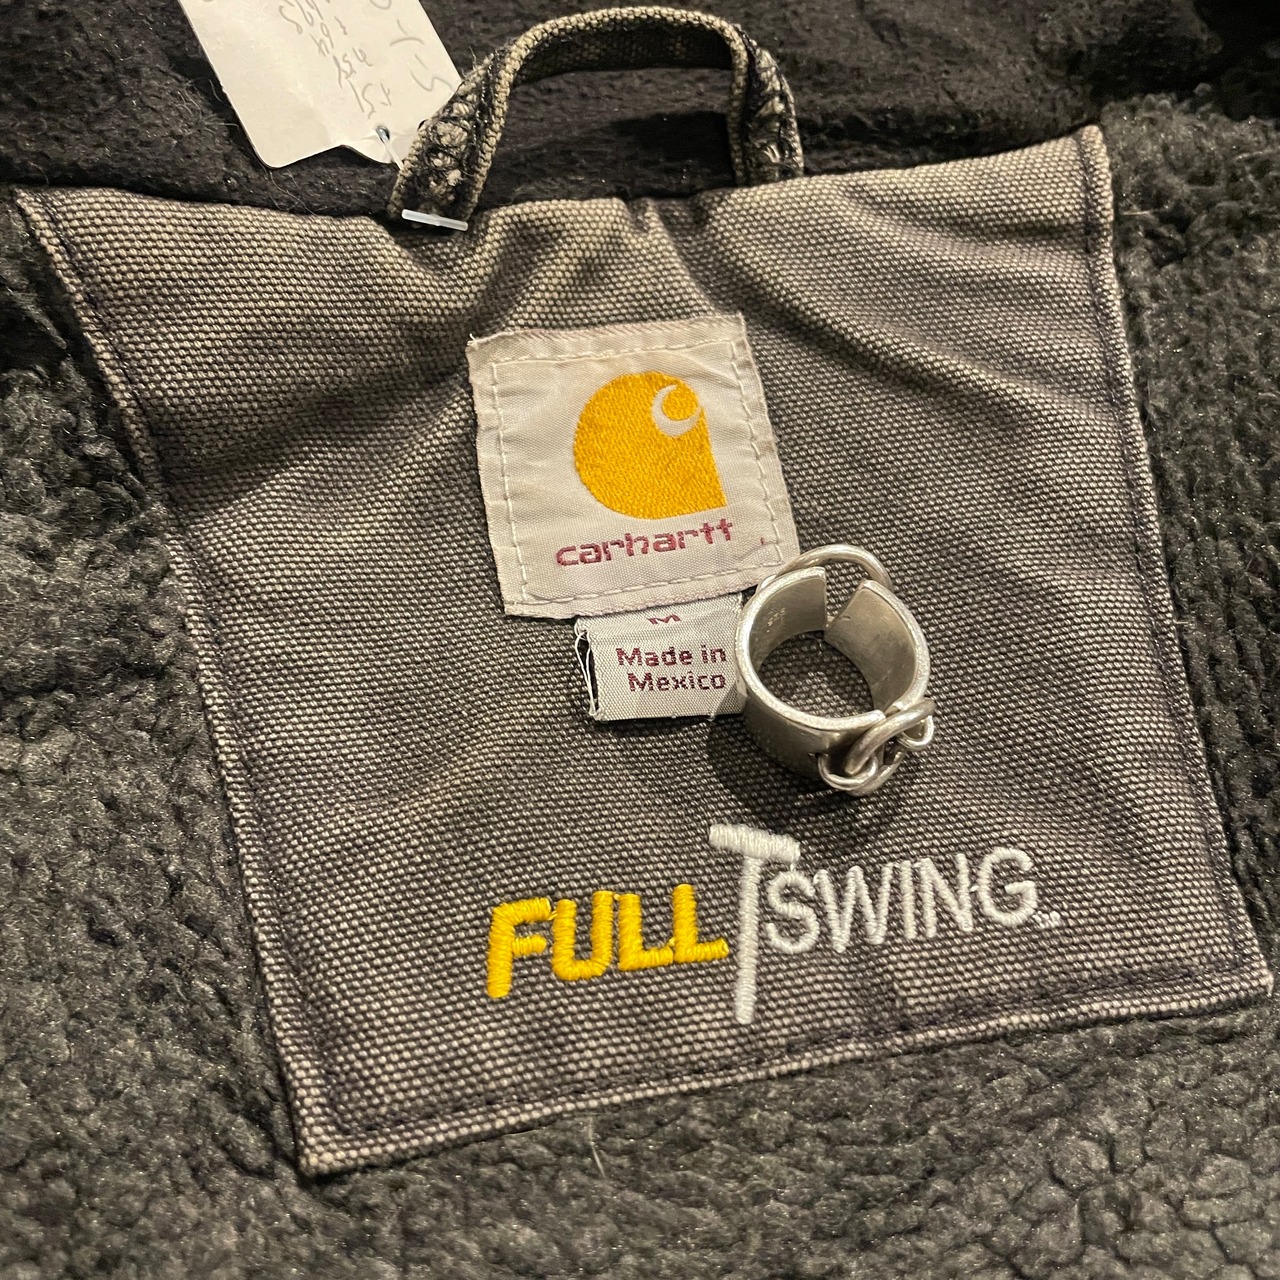 carhartt
M
Made in
Mexico
FULL SWING